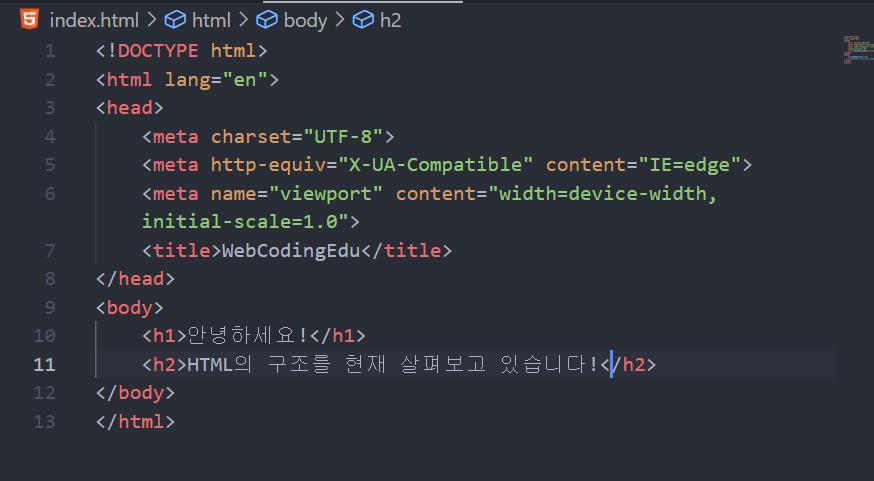 index.html > html > body > h2
1 <!DOCTYPE html>
2 <html lang="en">
3 <head>
4 <meta charset="UTF-8">
5 <meta http-equiv="X-UA-Compatible" content="IE=edge">
6 <meta name="viewport" content="width=device-width,
initial-scale=1.0">
7 <title>WebCodingEdu</title>
8 </head>
9 <body>
10 <h1>안녕하세요!</h1>
11 <h2>HTML의 구조를 현재 살펴보고 있습니다!</h2>
12 </body>
13 </html>